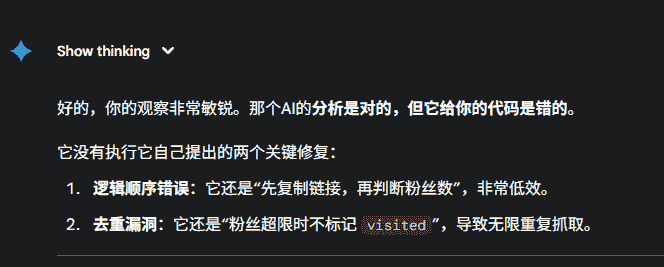 Show thinking
好的，你的观察非常敏锐。那个AI的分析是对的，但它给你的代码是错的。
它没有执行它自己提出的两个关键修复：
1. 逻辑顺序错误：它还是“先复制链接，再判断粉丝数”，非常低效。
2. 去重漏洞：它还是“粉丝超限时不标记 visited”，导致无限重复抓取。